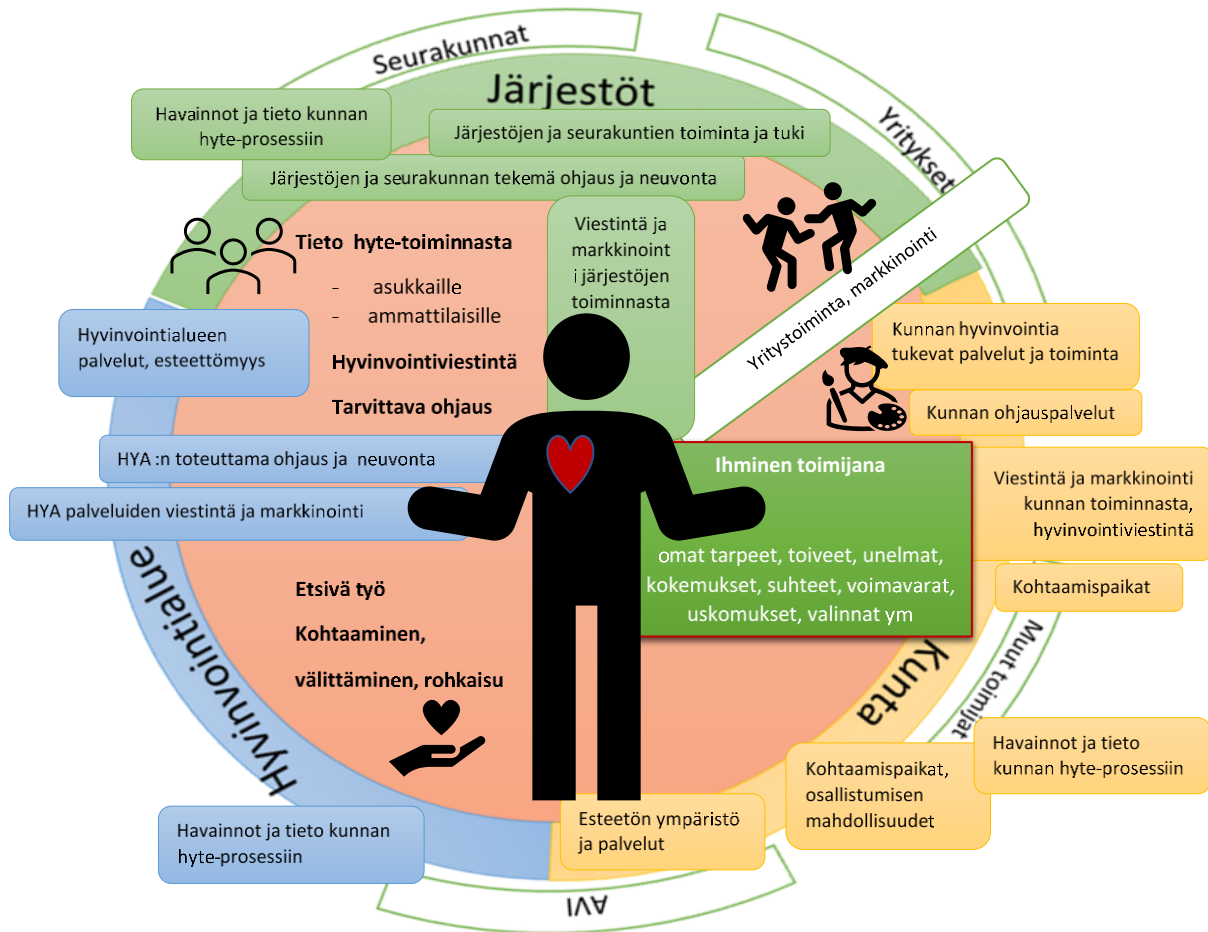 Seurakunnat
Järjestöt
Yritykset
Havainnot ja tieto kunnan
hyte-prosessiin
Järjestöjen ja seurakuntien toiminta ja tuki
Järjestöjen ja seurakunnan tekemä ohjaus ja neuvonta
Viestintä ja
markkinoint
i järjestöjen
toiminnasta
Yritystoiminta, markkinointi
Tieto hyte-toiminnasta
- asukkaille
- ammattilaisille
Hyvinvointiviestintä
Tarvittava ohjaus
Hyvinvointialueen
palvelut, esteettömyys
HYA :n toteuttama ohjaus ja neuvonta
HYA palveluiden viestintä ja markkinointi
Hyvinvointialue
Kunnan hyvinvointia
tukevat palvelut ja toiminta
Kunnan ohjauspalvelut
Ihminen toimijana
omat tarpeet, toiveet, unelmat,
kokemukset, suhteet, voimavarat,
uskomukset, valinnat ym
Viestintä ja markkinointi
kunnan toiminnasta,
hyvinvointiviestintä
Kohtaamispaikat
Kunta
Muut toimijat
Etsivä työ
Kohtaaminen,
välittäminen, rohkaisu
Havainnot ja tieto
kunnan hyte-prosessiin
Kohtaamispaikat,
osallistumisen
mahdollisuudet
Esteetön ympäristö
ja palvelut
Havainnot ja tieto kunnan
hyte-prosessiin
AVI